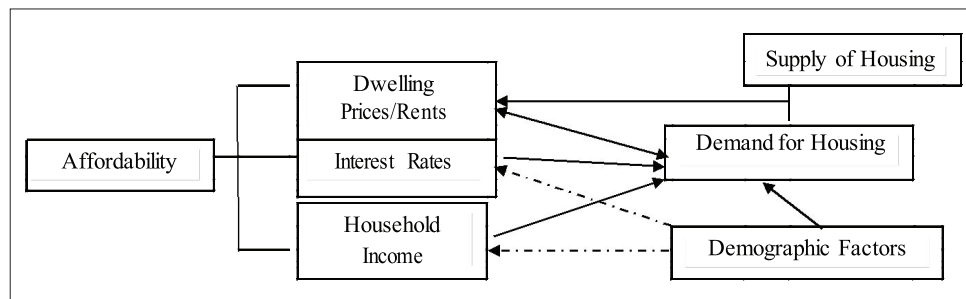 Supply of Housing
Dwelling
Prices/Rents
Demand for Housing
Affordability
Interest Rates
Household
Income
Demographic Factors